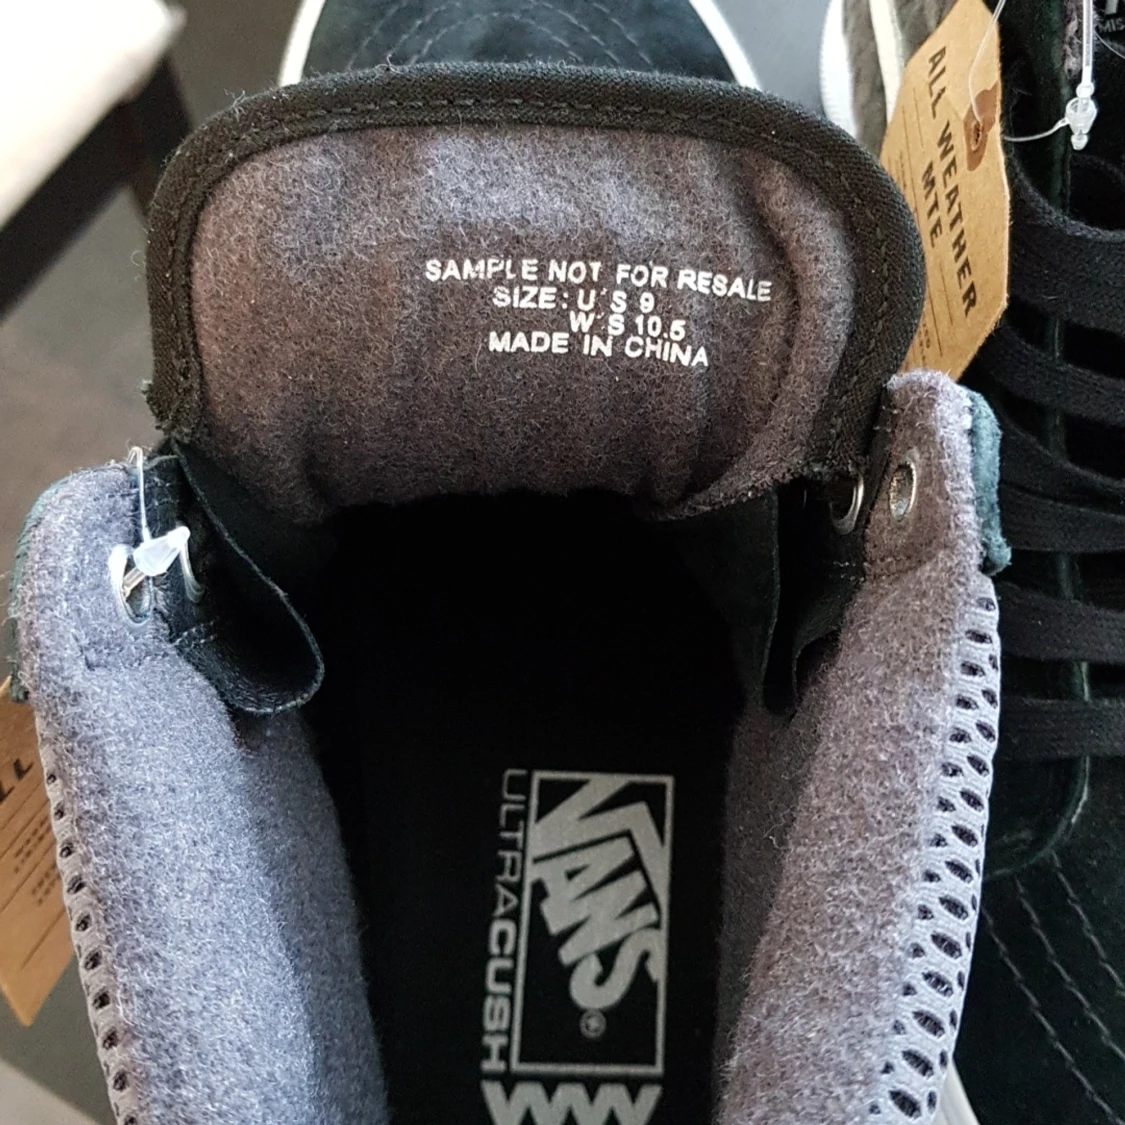 SAMPLE NOT FOR RESALE
SIZE: U'S 9
W'S 10.5
MADE IN CHINA
ALL WEATHER
MTE
VANS®
ULTRACUSH